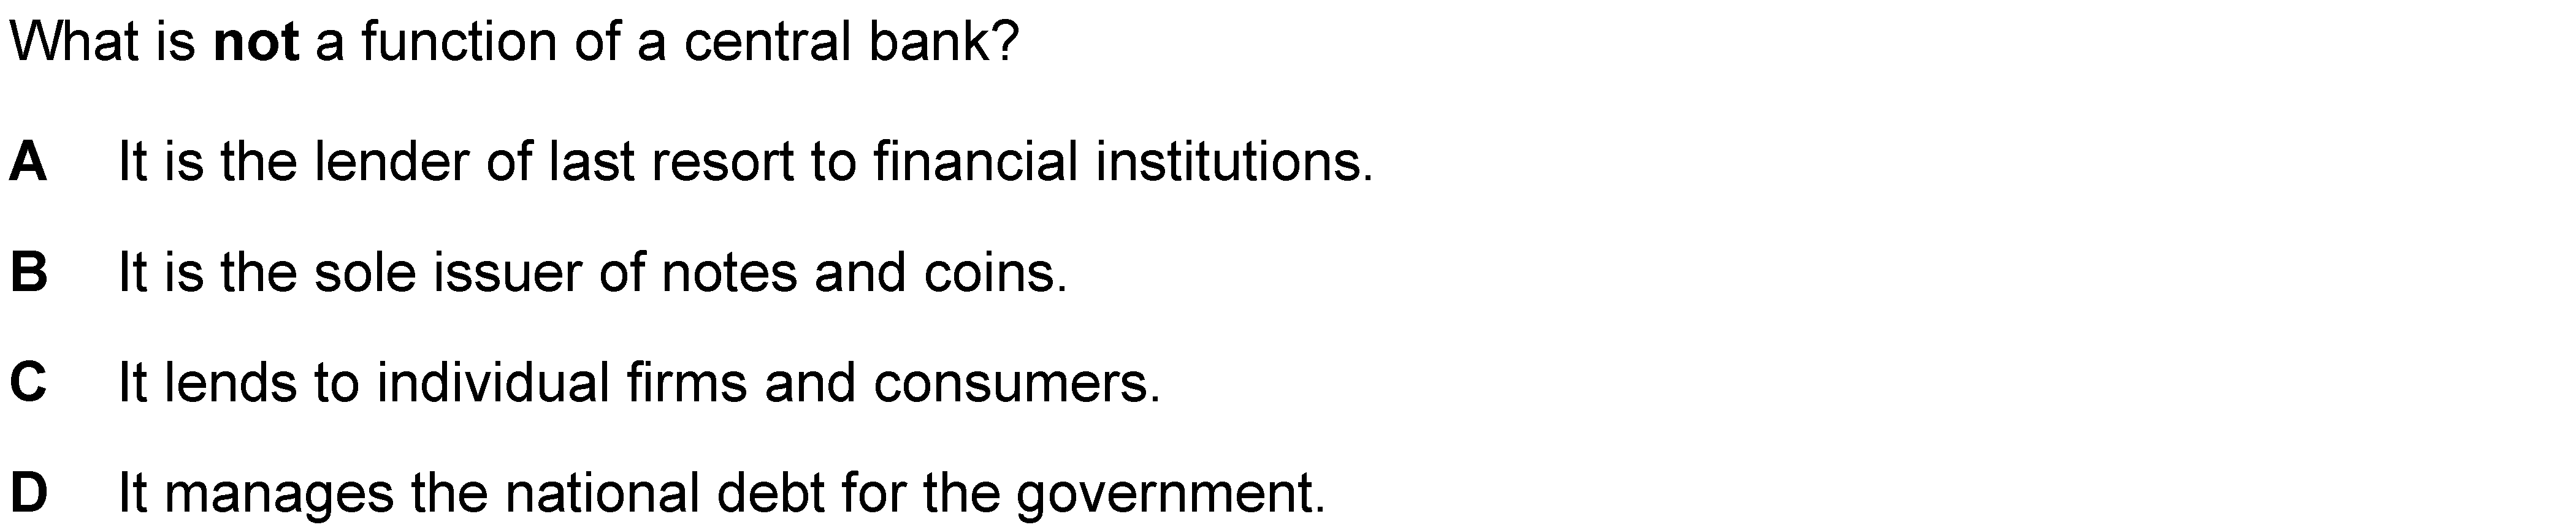 What is not a function of a central bank?
A It is the lender of last resort to financial institutions.
B It is the sole issuer of notes and coins.
C It lends to individual firms and consumers.
D It manages the national debt for the government.